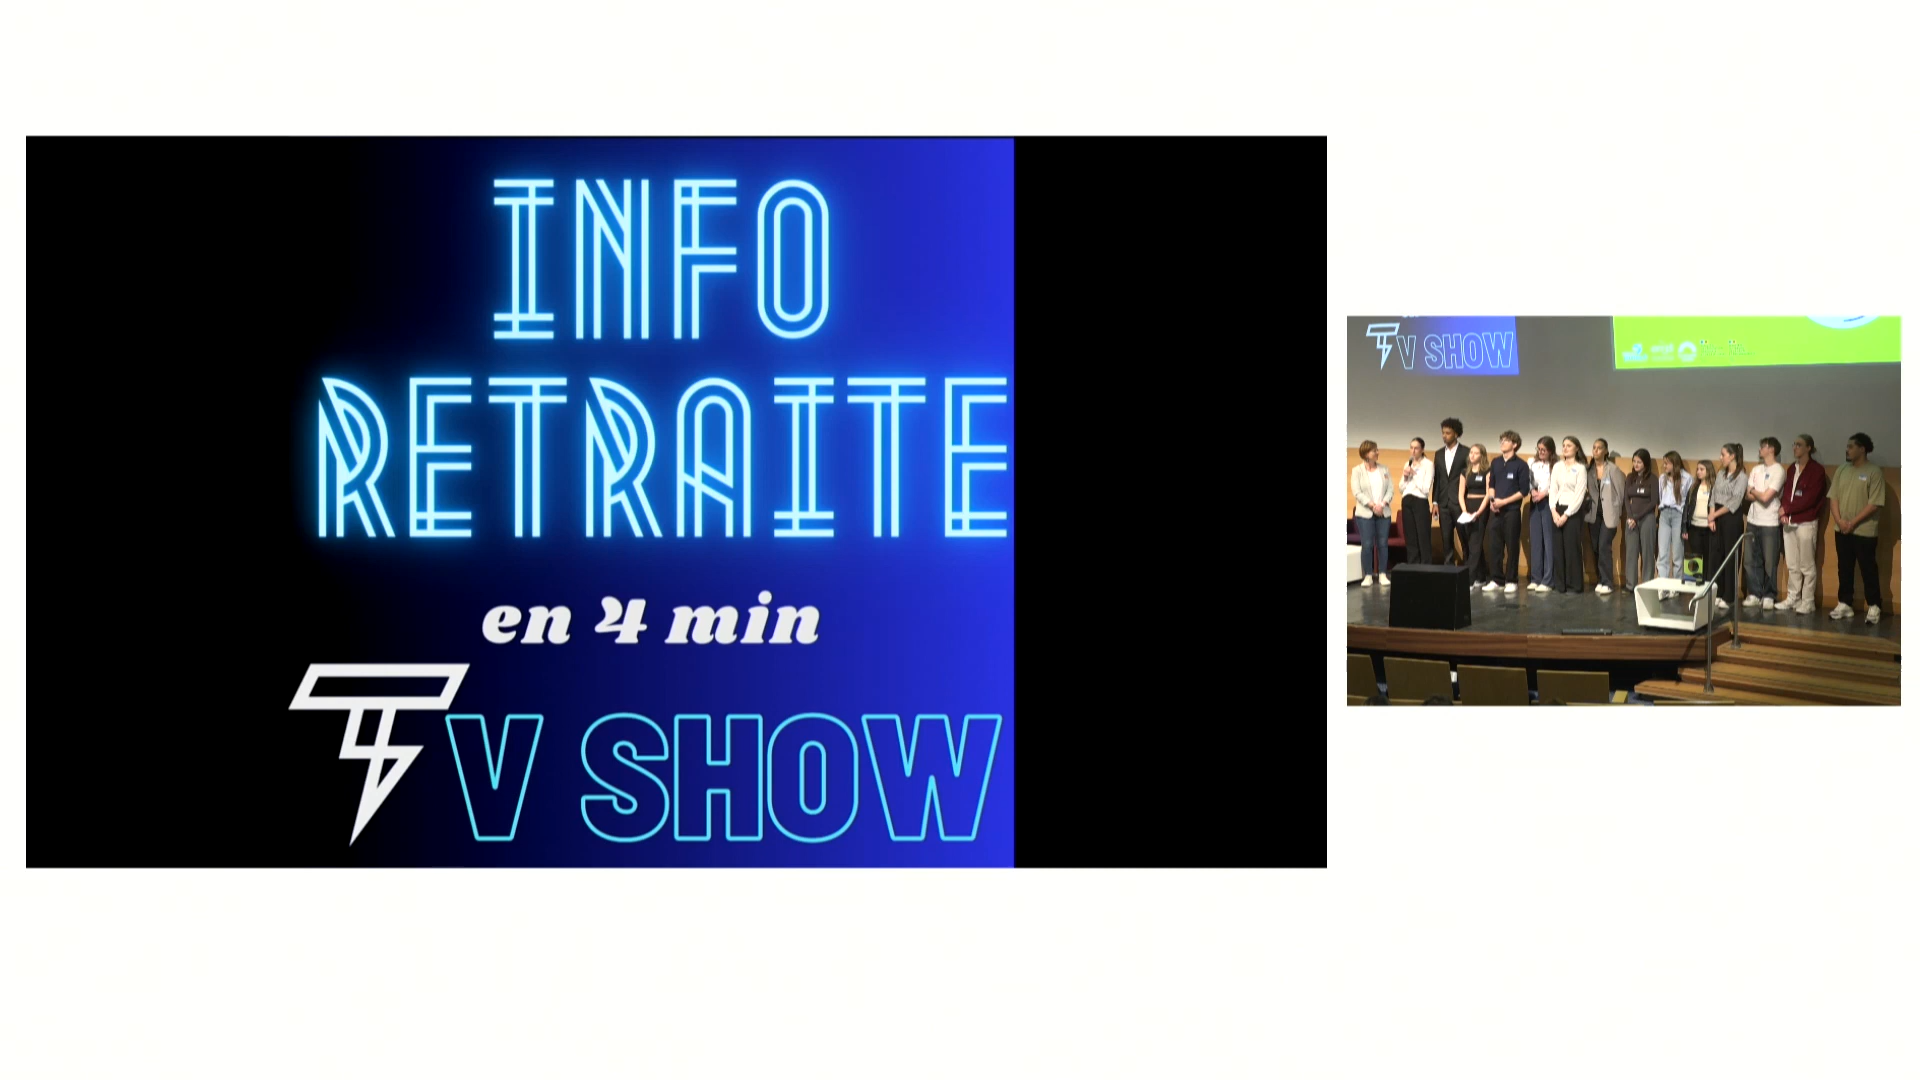 INFO
RETRAITE
en 4 min
TV SHOW
TV SHOW